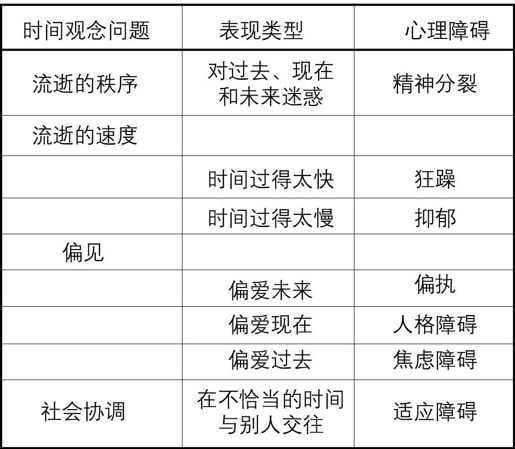 时间观念问题 表现类型 心理障碍
流逝的秩序 对过去、现在和未来迷惑 精神分裂
流逝的速度
时间过得太快 狂躁
时间过得太慢 抑郁
偏见
偏爱未来 偏执
偏爱现在 人格障碍
偏爱过去 焦虑障碍
社会协调 在不恰当的时间与别人交往 适应障碍